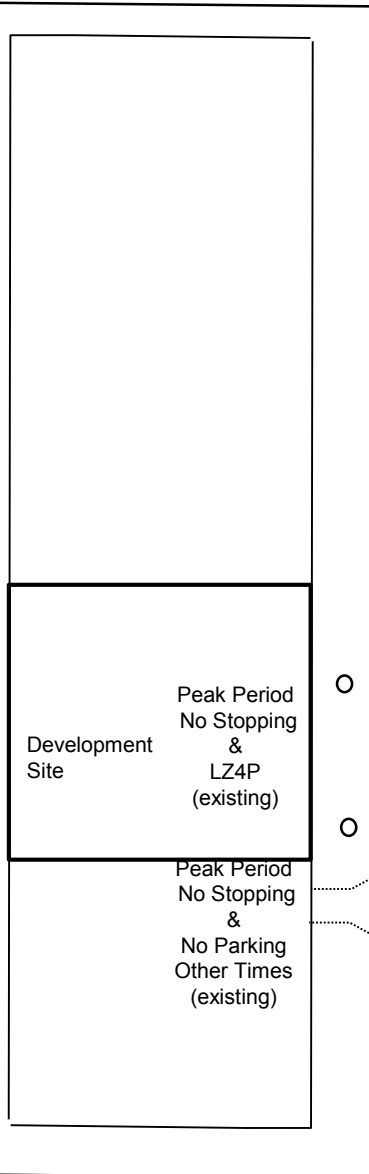 Peak Period
No Stopping
&
LZ4P
(existing)
Development
Site
Peak Period
No Stopping
&
No Parking
Other Times
(existing)